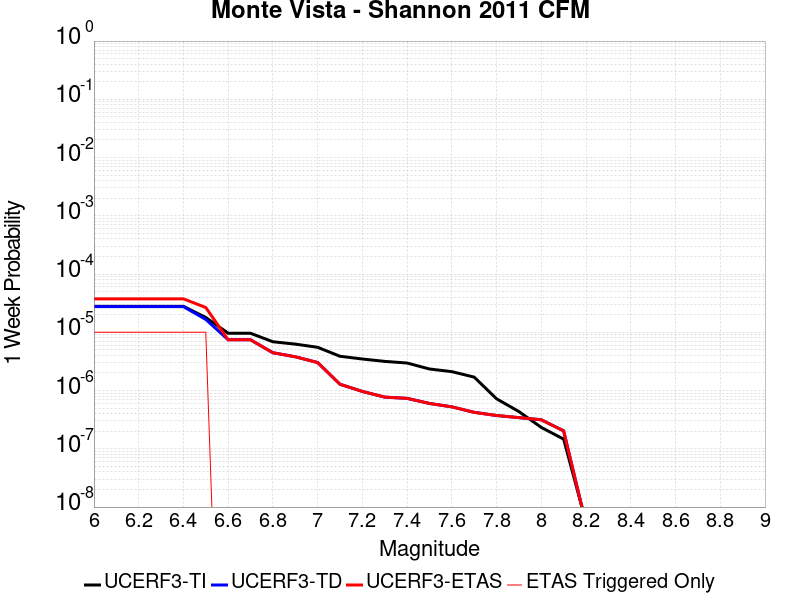 Monte Vista - Shannon 2011 CFM
1 Week Probability
10^0
10^-1
10^-2
10^-3
10^-4
10^-5
10^-6
10^-7
10^-8
6 6.2 6.4 6.6 6.8 7 7.2 7.4 7.6 7.8 8 8.2 8.4 8.6 8.8 9
Magnitude
UCERF3-TI UCERF3-TD UCERF3-ETAS ETAS Triggered Only